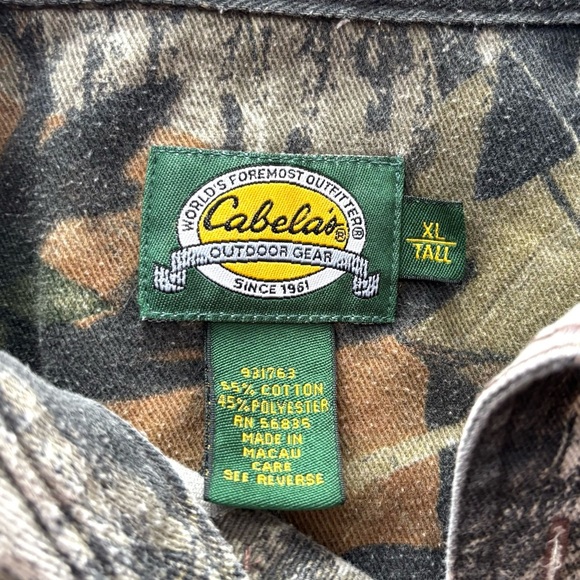 WORLD'S FOREMOST OUTFITTER®
Cabela's®
OUTDOOR GEAR
SINCE 1961
XL
TALL
931763
55% COTTON
45% POLYESTER
RN 56835
MADE IN
MACAU
CARE
SEE REVERSE